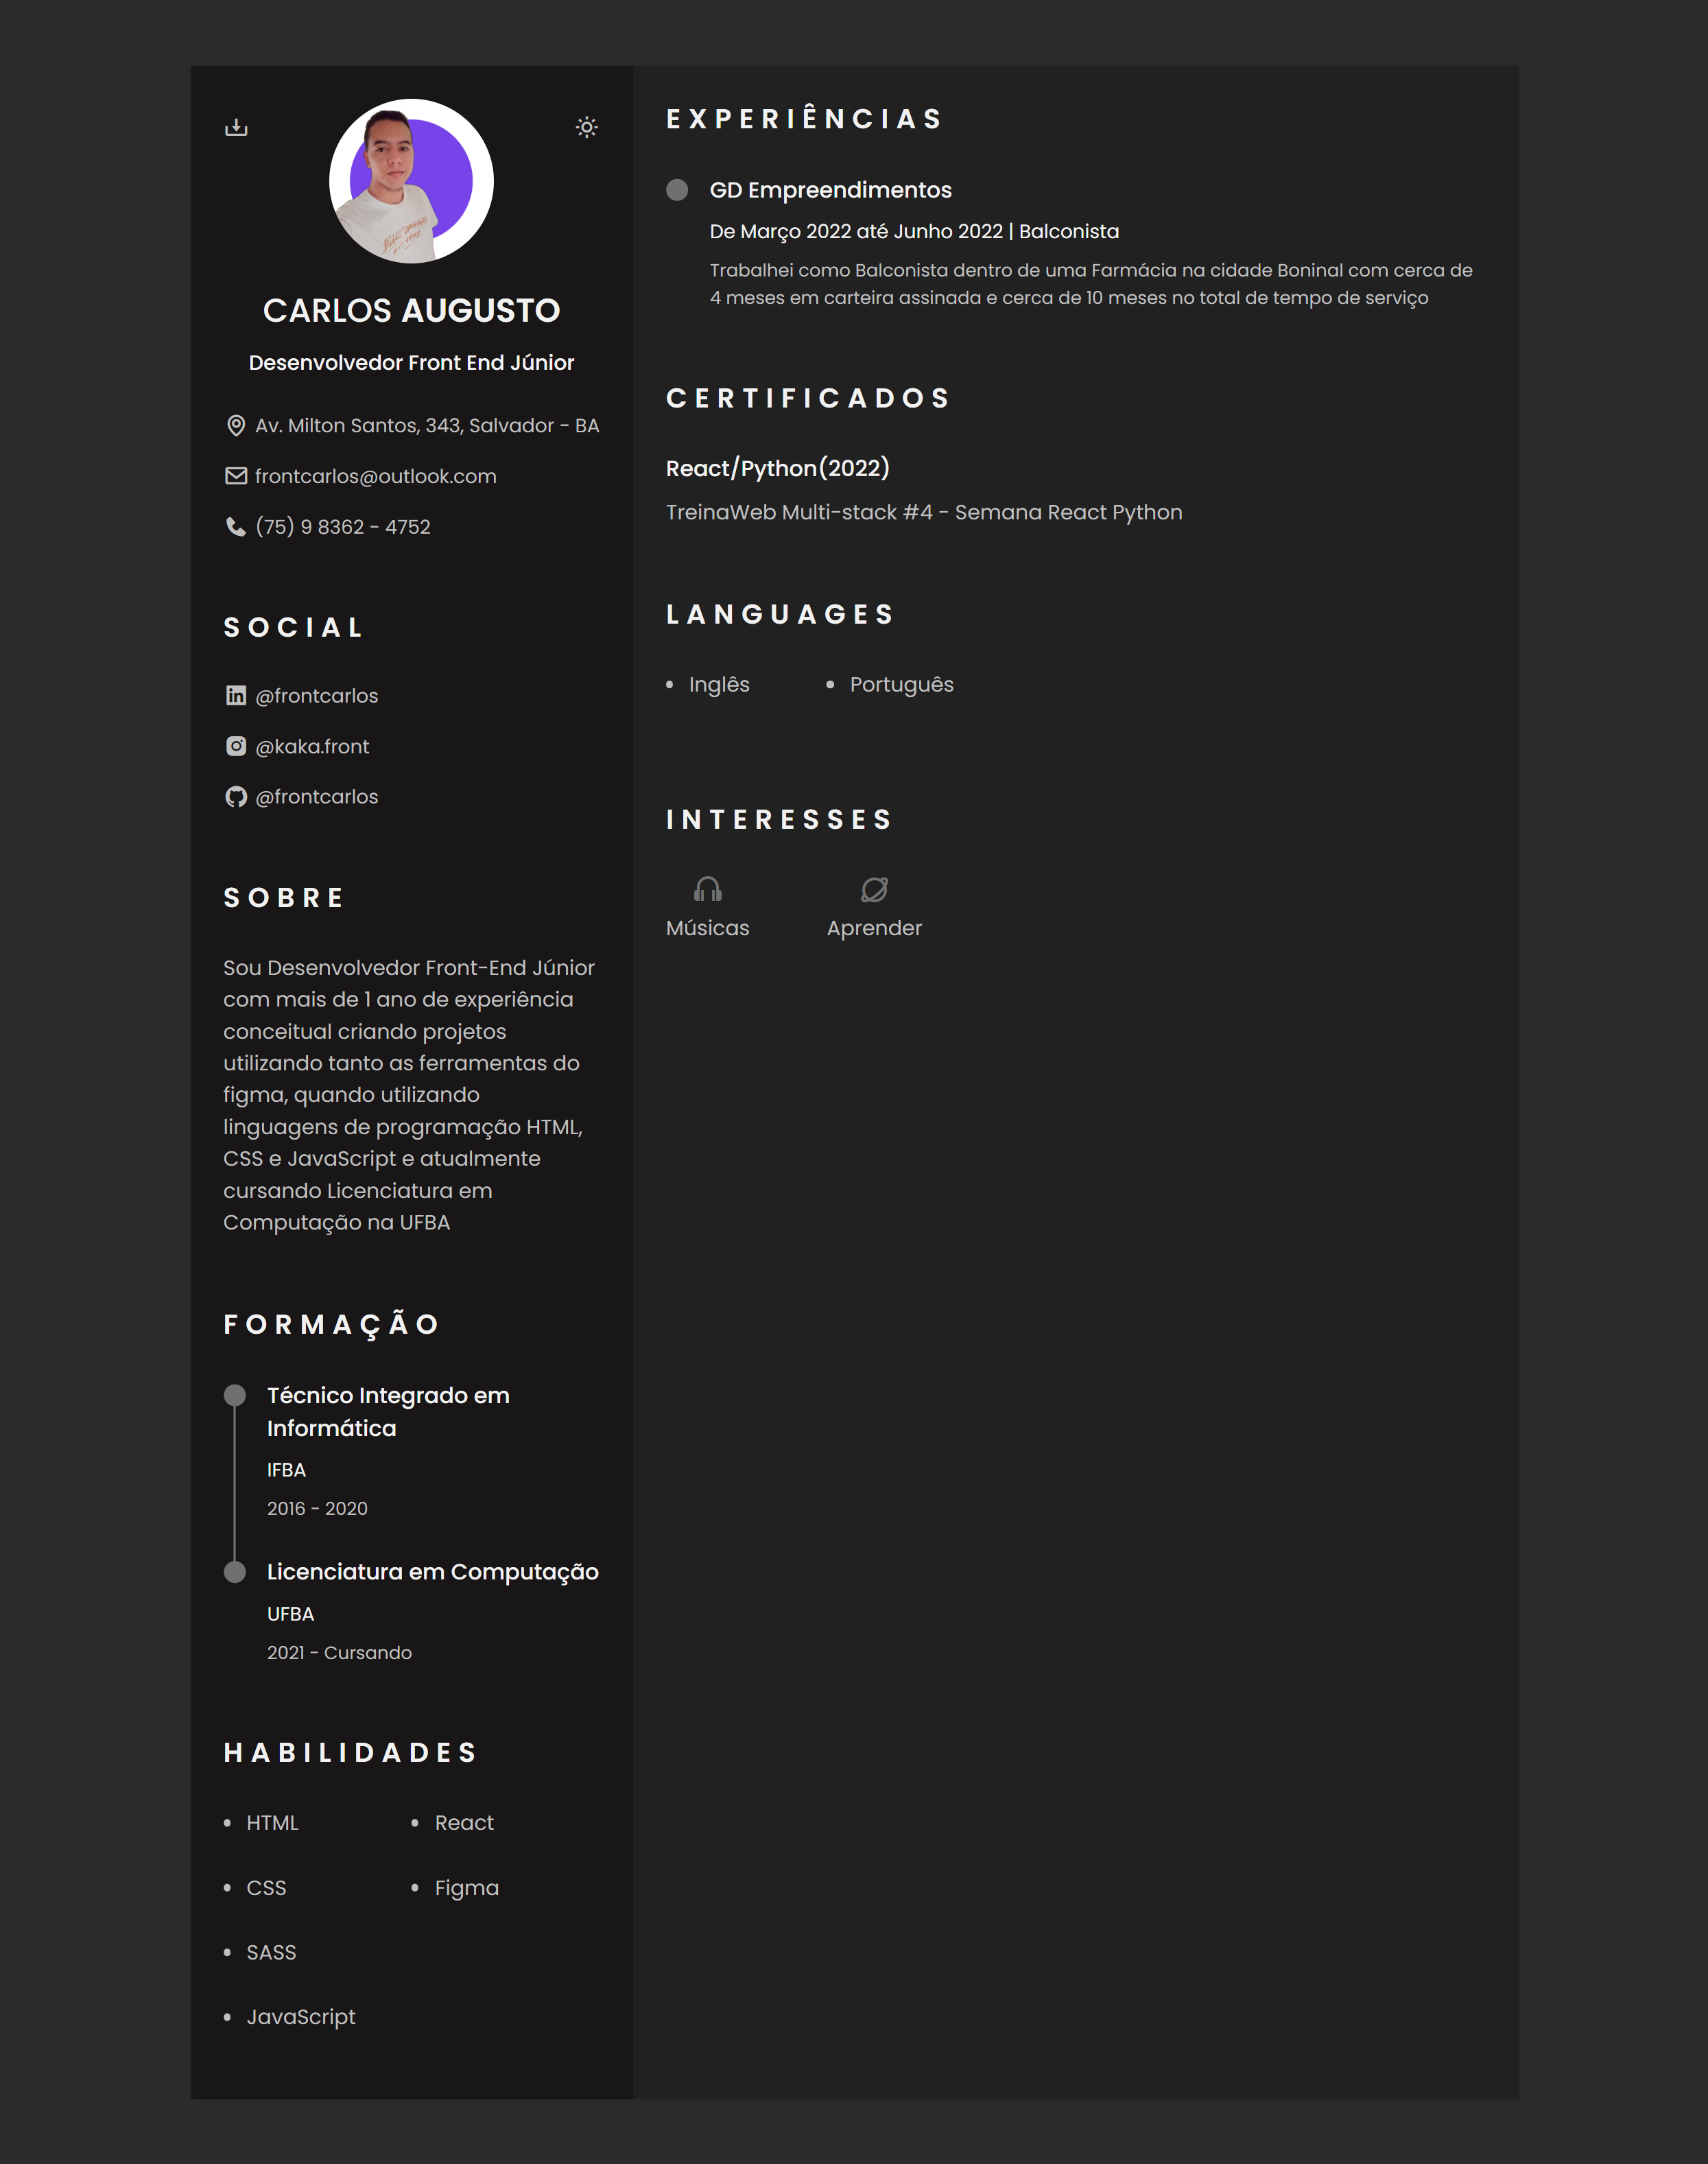 CARLOS AUGUSTO
Desenvolvedor Front End Júnior
Av. Milton Santos, 343, Salvador - BA
frontcarlos@outlook.com
(75) 9 8362 - 4752
SOCIAL
@frontcarlos
@kaka.front
@frontcarlos
SOBRE
Sou Desenvolvedor Front-End Júnior
com mais de 1 ano de experiência
conceitual criando projetos
utilizando tanto as ferramentas do
figma, quando utilizando
linguagens de programação HTML,
CSS e JavaScript e atualmente
cursando Licenciatura em
Computação na UFBA
FORMAÇÃO
Técnico Integrado em
Informática
IFBA
2016 - 2020
Licenciatura em Computação
UFBA
2021 - Cursando
HABILIDADES
• HTML
• CSS
• SASS
• JavaScript
• React
• Figma
EXPERIÊNCIAS
GD Empreendimentos
De Março 2022 até Junho 2022 | Balconista
Trabalhei como Balconista dentro de uma Farmácia na cidade Boninal com cerca de
4 meses em carteira assinada e cerca de 10 meses no total de tempo de serviço
CERTIFICADOS
React/Python(2022)
TreinaWeb Multi-stack #4 - Semana React Python
LANGUAGES
• Inglês
• Português
INTERESSES
Músicas
Aprender